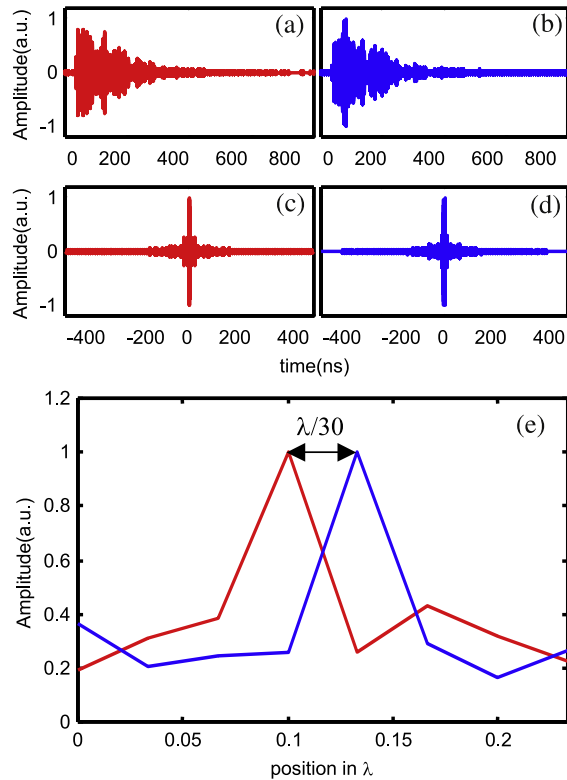 (a) (b)
1
0
-1
Amplitude(a.u.)
0 200 400 600 800 0 200 400 600 800
(c) (d)
1
0
-1
Amplitude(a.u.)
-400 -200 0 200 400 -400 -200 0 200 400
time(ns)
1.2
1
0.8
0.6
0.4
0.2
0
Amplitude(a.u.)
λ/30
(e)
0 0.05 0.1 0.15 0.2
position in λ